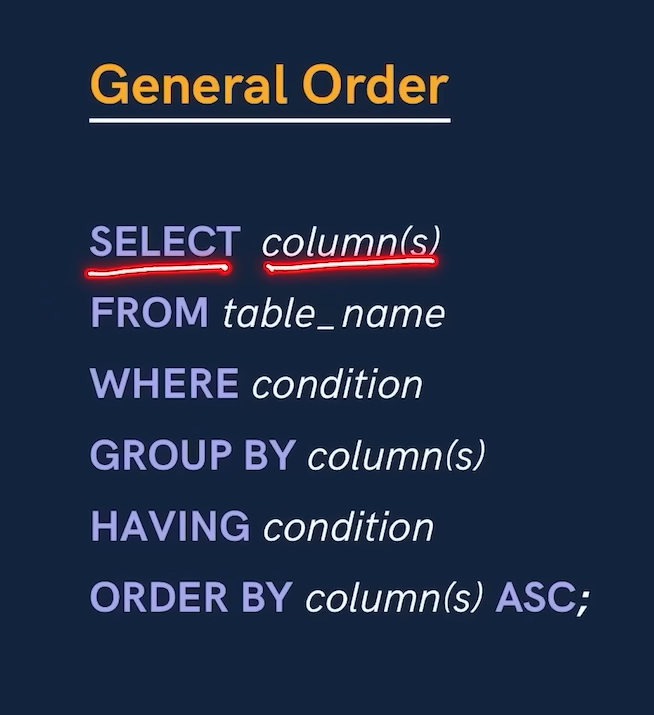 General Order
SELECT column(s)
FROM table_name
WHERE condition
GROUP BY column(s)
HAVING condition
ORDER BY column(s) ASC;